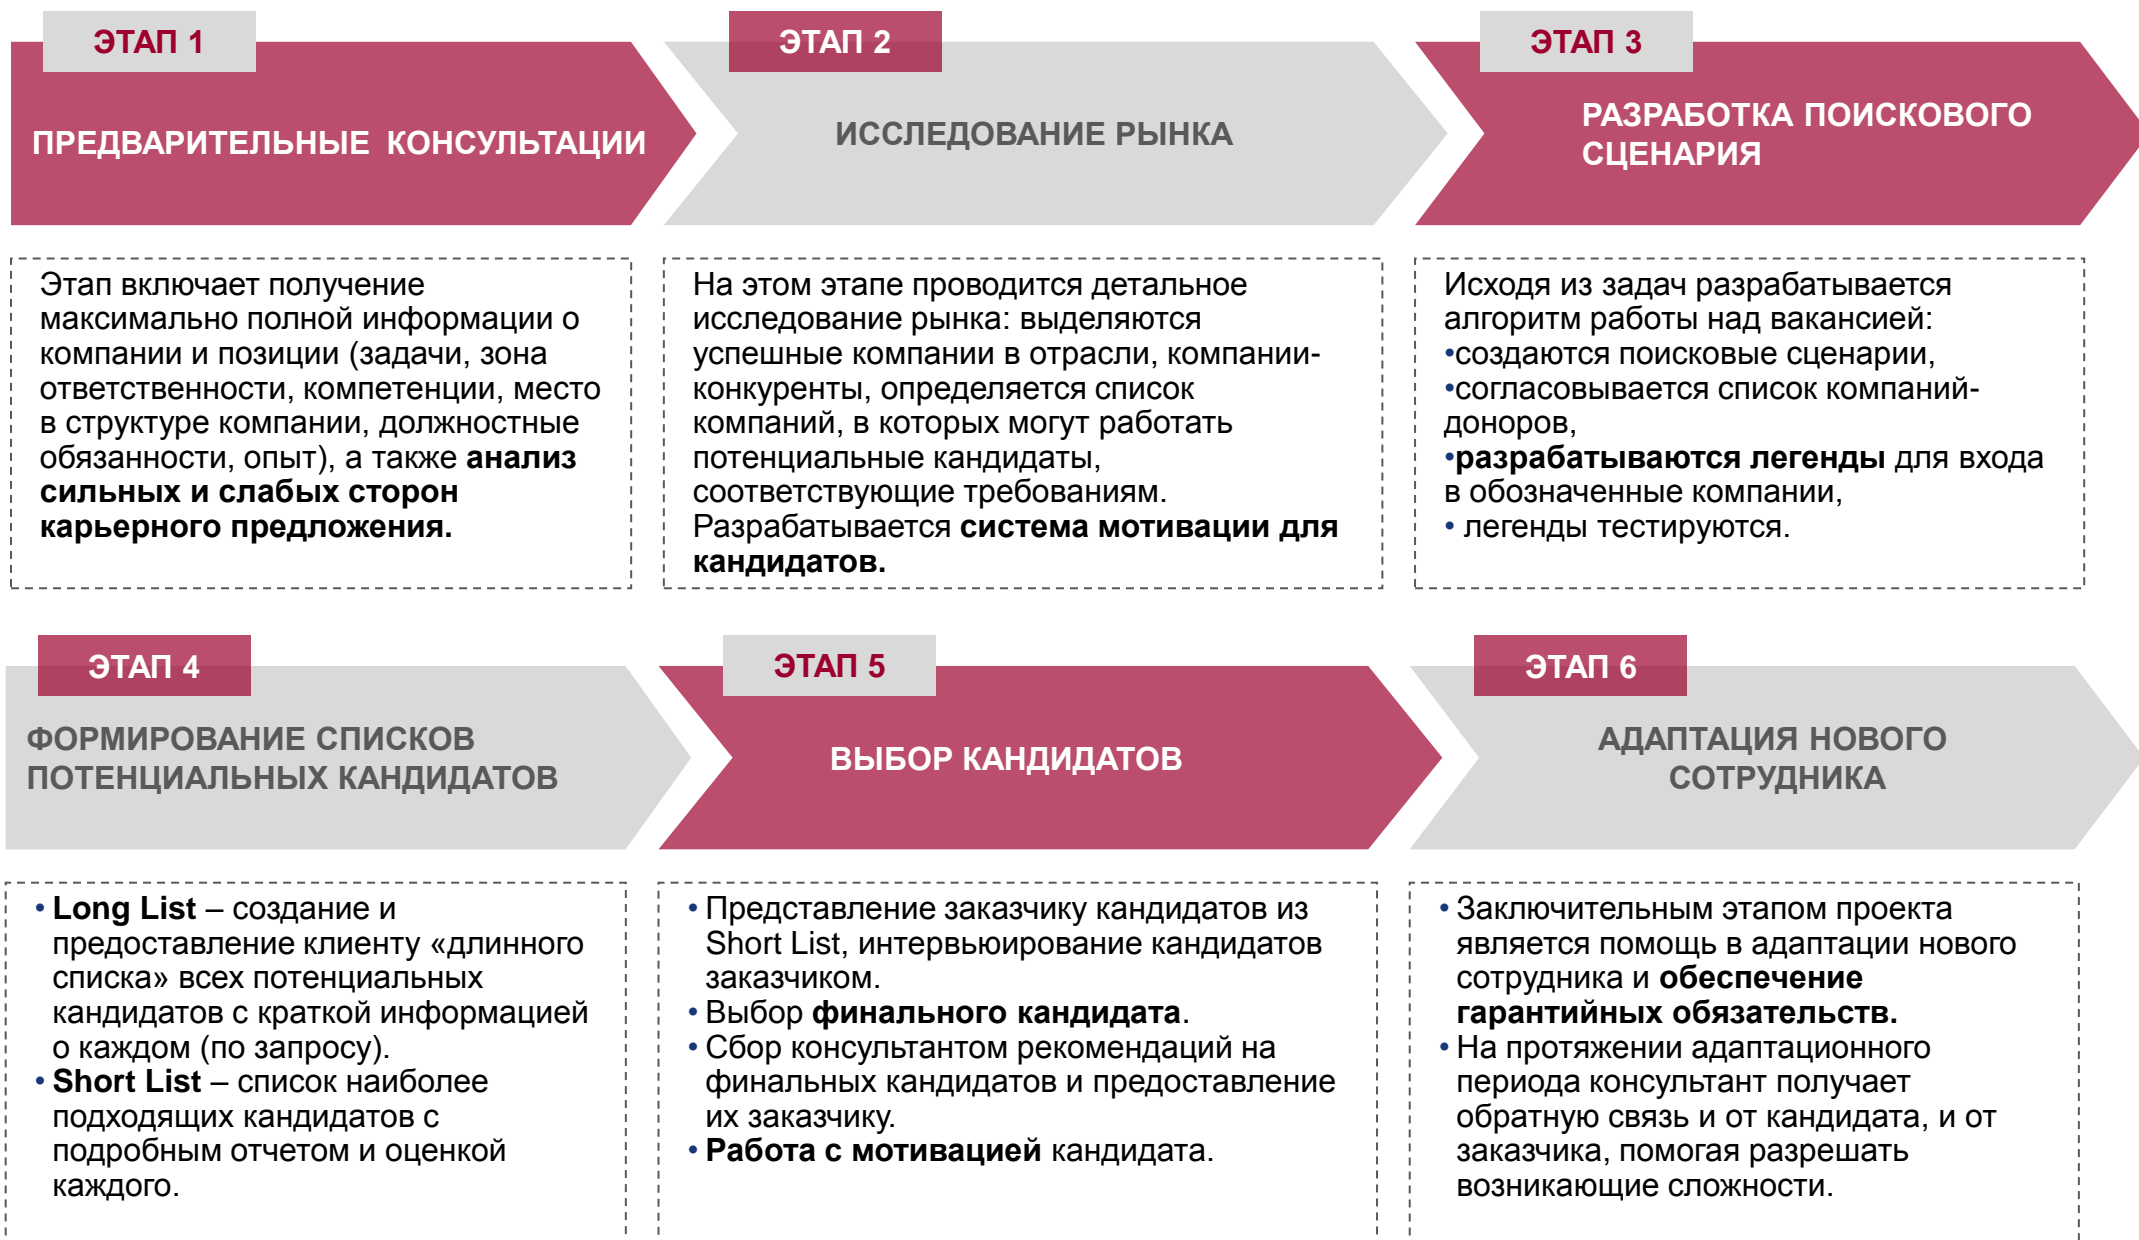 ЭТАП 1
ПРЕДВАРИТЕЛЬНЫЕ КОНСУЛЬТАЦИИ
Этап включает получение
максимально полной информации о
компании и позиции (задачи, зона
ответственности, компетенции, место
в структуре компании, должностные
обязанности, опыт), а также анализ
сильных и слабых сторон
карьерного предложения.
ЭТАП 2
ИССЛЕДОВАНИЕ РЫНКА
На этом этапе проводится детальное
исследование рынка: выделяются
успешные компании в отрасли, компании-
конкуренты, определяется список
компаний, в которых могут работать
потенциальные кандидаты,
соответствующие требованиям.
Разрабатывается система мотивации для
кандидатов.
ЭТАП 3
РАЗРАБОТКА ПОИСКОВОГО
СЦЕНАРИЯ
Исходя из задач разрабатывается
алгоритм работы над вакансией:
•создаются поисковые сценарии,
•согласовывается список компаний-
доноров,
•разрабатываются легенды для входа
в обозначенные компании,
• легенды тестируются.
ЭТАП 4
ФОРМИРОВАНИЕ СПИСКОВ
ПОТЕНЦИАЛЬНЫХ КАНДИДАТОВ
• Long List – создание и
предоставление клиенту «длинного
списка» всех потенциальных
кандидатов с краткой информацией
о каждом (по запросу).
• Short List – список наиболее
подходящих кандидатов с
подробным отчетом и оценкой
каждого.
ЭТАП 5
ВЫБОР КАНДИДАТОВ
• Представление заказчику кандидатов из
Short List, интервьюирование кандидатов
заказчиком.
• Выбор финального кандидата.
• Сбор консультантом рекомендаций на
финальных кандидатов и предоставление
их заказчику.
• Работа с мотивацией кандидата.
ЭТАП 6
АДАПТАЦИЯ НОВОГО
СОТРУДНИКА
• Заключительным этапом проекта
является помощь в адаптации нового
сотрудника и обеспечение
гарантийных обязательств.
• На протяжении адаптационного
периода консультант получает
обратную связь и от кандидата, и от
заказчика, помогая разрешать
возникающие сложности.